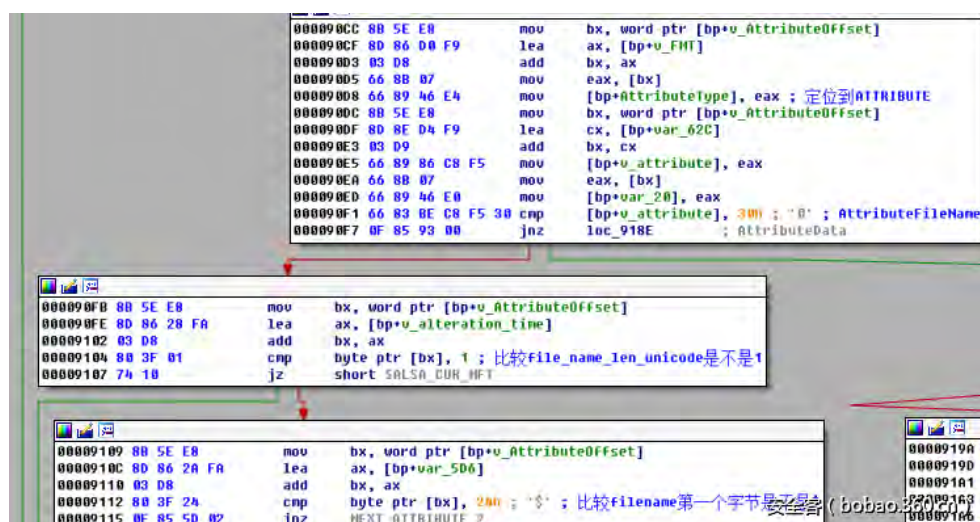 000090CC 8B 5E E8 mov bx, word ptr [bp+v_AttributeOffset]
000090CF 8D 86 D0 F9 lea ax, [bp+v_FMT]
000090D3 03 D8 add bx, ax
000090D5 66 8B 07 mov eax, [bx]
000090D8 66 89 46 E4 mov [bp+AttributeType], eax ; 定位到ATTRIBUTE
000090DC 8B 5E E8 mov bx, word ptr [bp+v_AttributeOffset]
000090DF 8D 8E D4 F9 lea cx, [bp+var_62C]
000090E3 03 D9 add bx, cx
000090E5 66 89 86 C8 F5 mov [bp+v_attribute], eax
000090EA 66 8B 07 mov eax, [bx]
000090ED 66 89 46 E0 mov [bp+var_20], eax
000090F1 66 83 BE C8 F5 30 cmp [bp+v_attribute], 30h ; '0' ; AttributeFileName
000090F7 0F 85 93 00 jnz loc_918E ; AttributeData
000090FB 8B 5E E8 mov bx, word ptr [bp+v_AttributeOffset]
000090FE 8D 86 28 FA lea ax, [bp+v_alteration_time]
00009102 03 D8 add bx, ax
00009104 80 3F 01 cmp byte ptr [bx], 1 ; 比较file_name_len_unicode是不是1
00009107 74 10 jz short SALSA_CUR_MFT
00009109 8B 5E E8 mov bx, word ptr [bp+v_AttributeOffset]
0000910C 8D 86 2A FA lea ax, [bp+var_5D6]
00009110 03 D8 add bx, ax
00009112 80 3F 24 cmp byte ptr [bx], 24h ; '$' ; 比较filename第一个字节是不是
00009115 0F 85 5D 02 jnz NEXT_ATTRIBUTE_2
0000919A
0000919D
000091A1
000091A3
000091A6
安全客 ( bobao.360.cn )